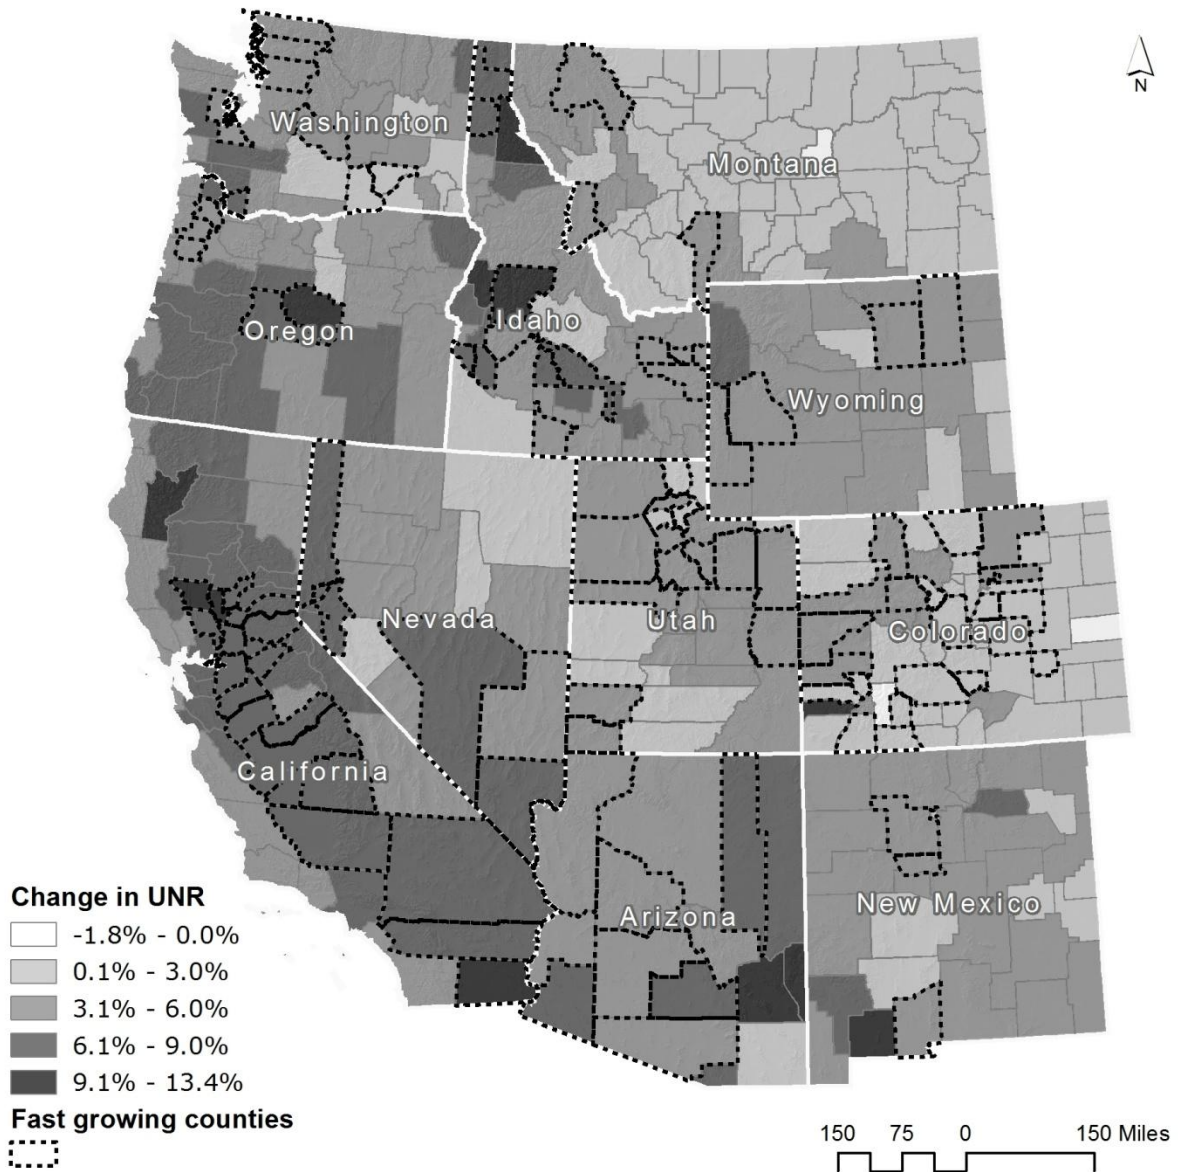 N
Washington
Montana
Oregon
Idaho
Wyoming
Nevada
Utah
Colorado
California
Arizona
New Mexico
Change in UNR
-1.8% - 0.0%
0.1% - 3.0%
3.1% - 6.0%
6.1% - 9.0%
9.1% - 13.4%
Fast growing counties
150 75 0 150 Miles